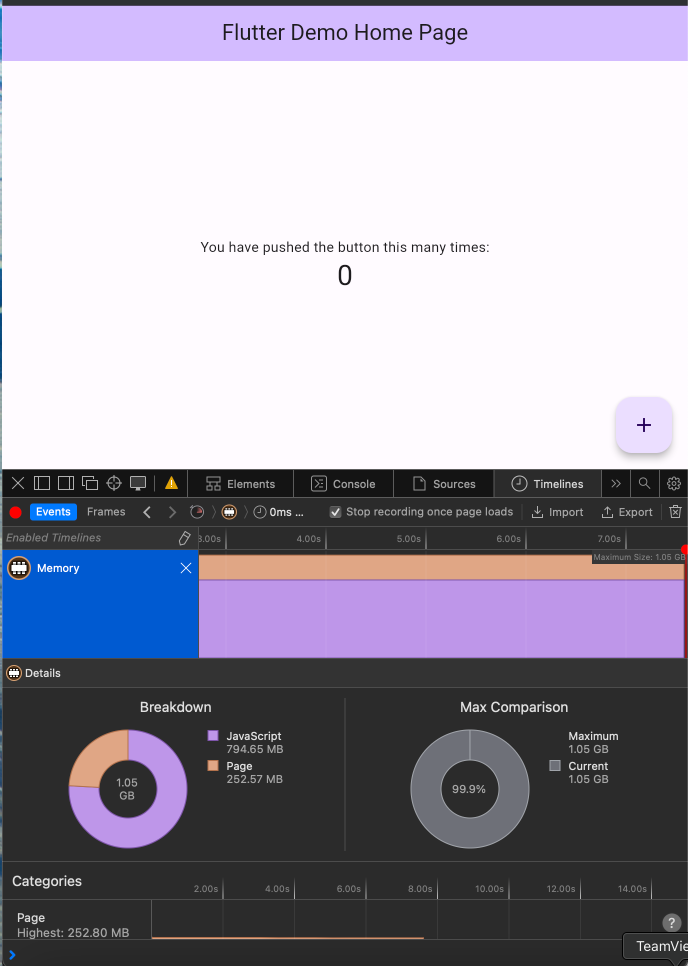 Flutter Demo Home Page
You have pushed the button this many times:
0
Elements
Console
Sources
Timelines
Events
Frames
0ms ...
Stop recording once page loads
Import
Export
Enabled Timelines
3.00s
4.00s
5.00s
6.00s
7.00s
Memory
Maximum Size: 1.05 GB
Details
Breakdown
Max Comparison
1.05
GB
JavaScript
794.65 MB
Page
252.57 MB
99.9%
Maximum
1.05 GB
Current
1.05 GB
Categories
2.00s
4.00s
6.00s
8.00s
10.00s
12.00s
14.00s
Page
Highest: 252.80 MB
?
TeamVie